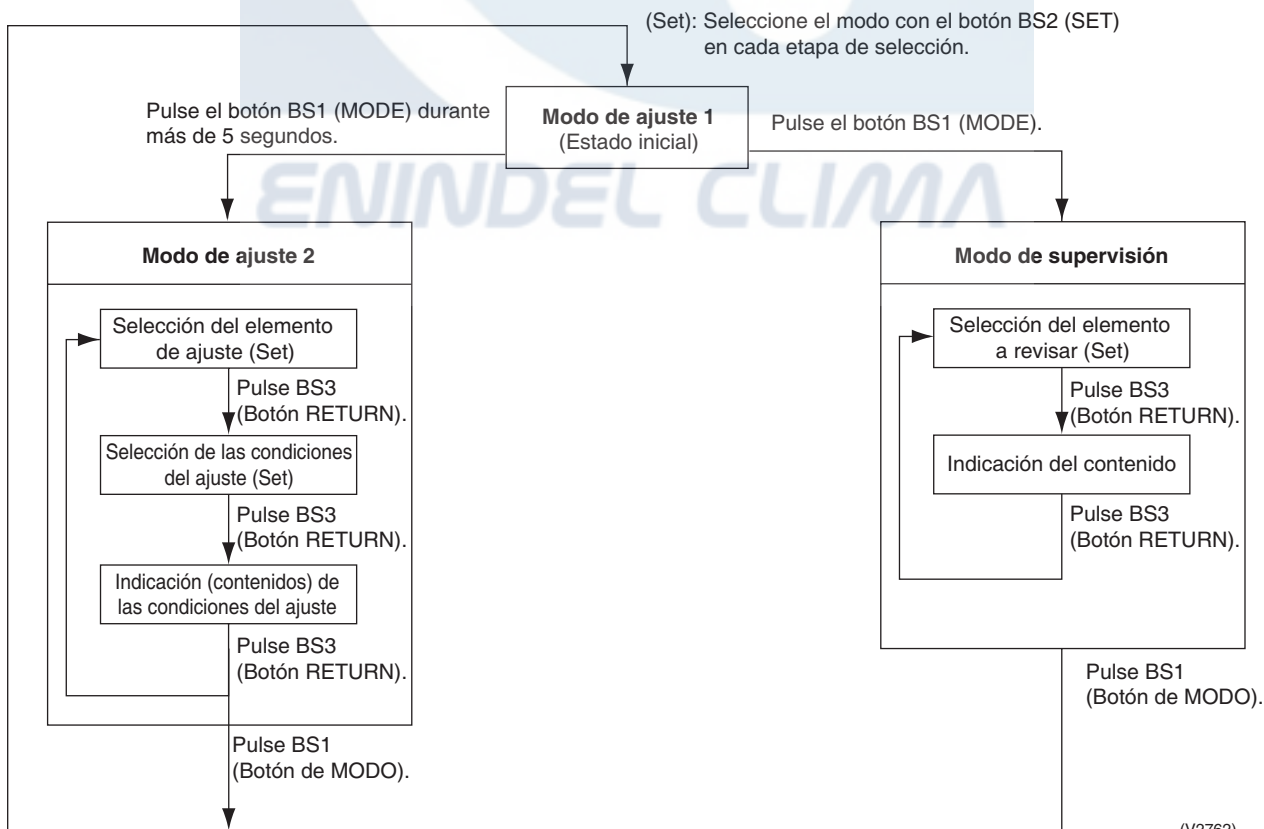 (Set): Seleccione el modo con el botón BS2 (SET)
en cada etapa de selección.
Pulse el botón BS1 (MODE) durante
más de 5 segundos.
Modo de ajuste 1
(Estado inicial)
Pulse el botón BS1 (MODE).
ENINDEL CLIMA
Modo de ajuste 2
Selección del elemento
de ajuste (Set)
Pulse BS3
(Botón RETURN).
Selección de las condiciones
del ajuste (Set)
Pulse BS3
(Botón RETURN).
Indicación (contenidos) de
las condiciones del ajuste
Pulse BS3
(Botón RETURN).
Pulse BS1
(Botón de MODO).
Modo de supervisión
Selección del elemento
a revisar (Set)
Pulse BS3
(Botón RETURN).
Indicación del contenido
Pulse BS3
(Botón RETURN).
Pulse BS1
(Botón de MODO).